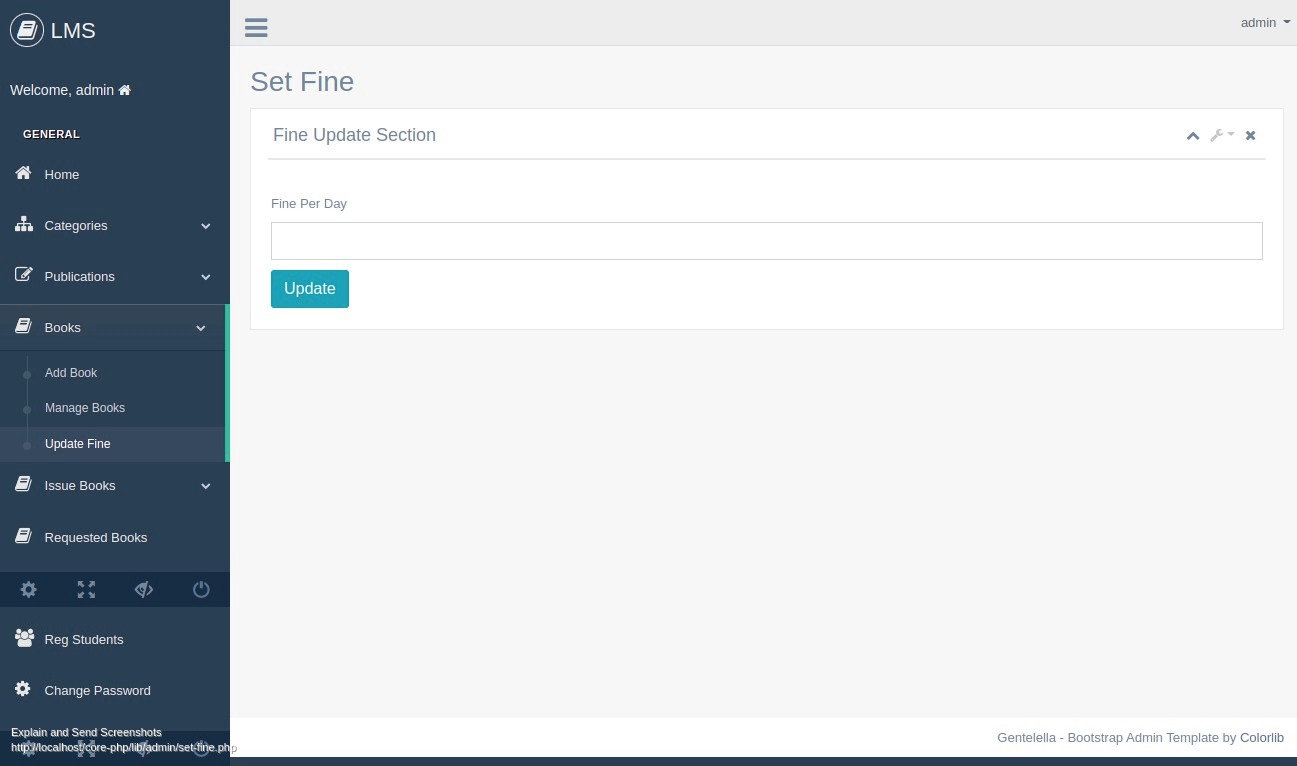 LMS
Welcome, admin
GENERAL
Home
Categories
Publications
Books
Add Book
Manage Books
Update Fine
Issue Books
Requested Books
Reg Students
Change Password
Explain and Send Screenshots
http://localhost/core-php/lib/admin/set-fine.php
admin
Set Fine
Fine Update Section
Fine Per Day
Update
Gentelella - Bootstrap Admin Template by Colorlib